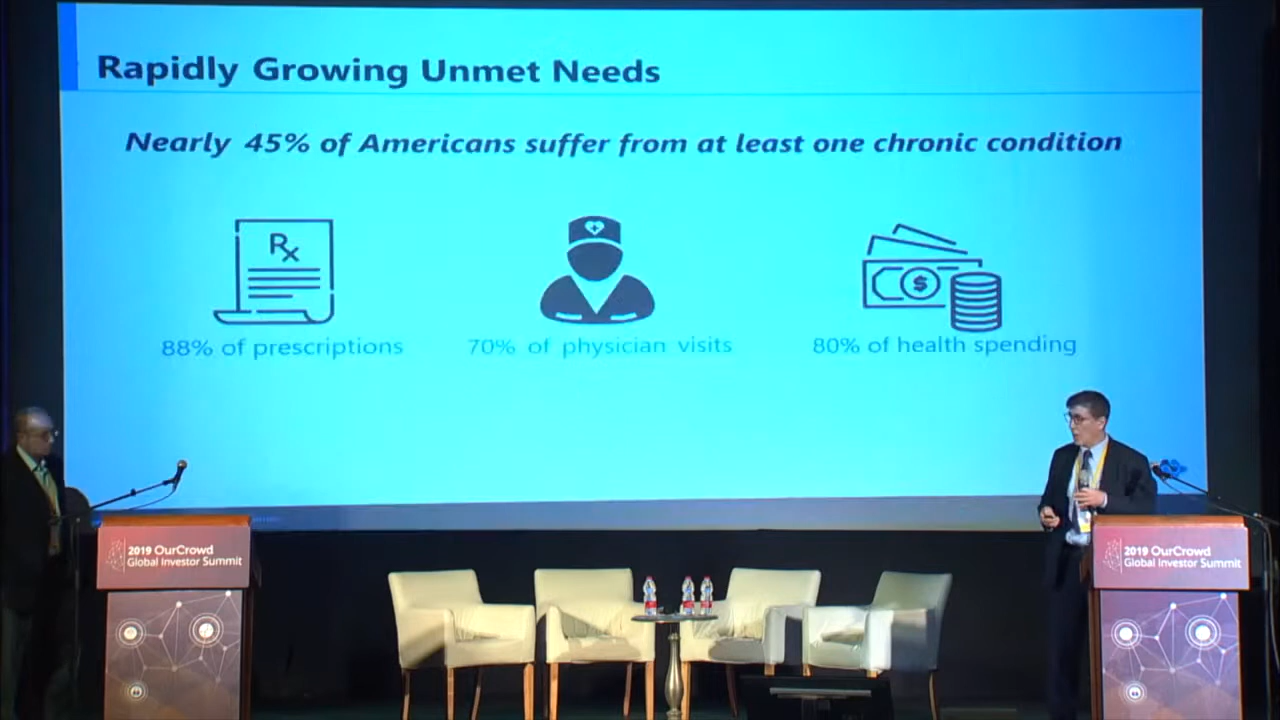 Rapidly Growing Unmet Needs
Nearly 45% of Americans suffer from at least one chronic condition
Rx
$
88% of prescriptions
70% of physician visits
80% of health spending
2019 OurCrowd
Global Investor Summit
2019 OurCrowd
Global Investor Summit